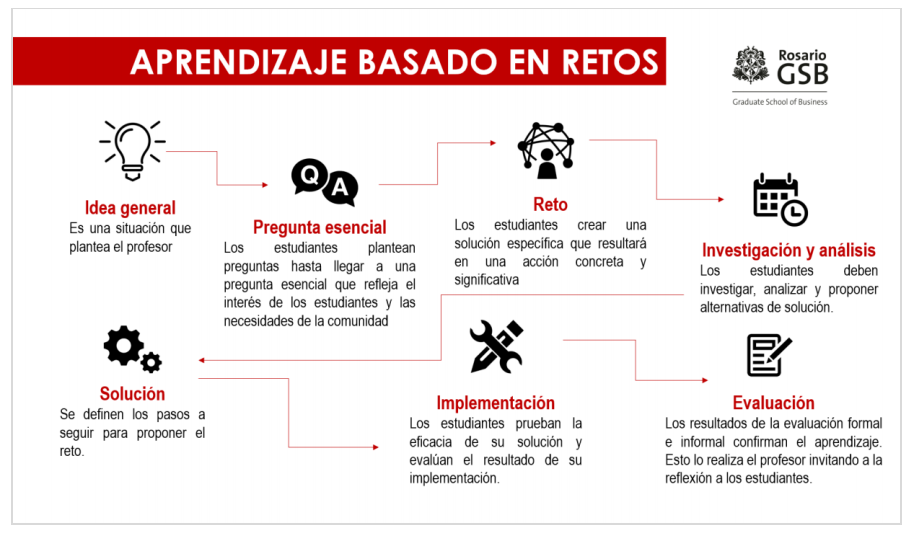 APRENDIZAJE BASADO EN RETOS
Rosario
GSB
Graduate School of Business
Idea general
Es una situación que
plantea el profesor
Q A
Pregunta esencial
Los estudiantes plantean
preguntas hasta llegar a una
pregunta esencial que refleja el
interés de los estudiantes y las
necesidades de la comunidad
Reto
Los estudiantes crear una
solución específica que resultará
en una acción concreta y
significativa
Investigación y análisis
Los estudiantes deben
investigar, analizar y proponer
alternativas de solución.
Solución
Se definen los pasos a
seguir para proponer el
reto.
Implementación
Los estudiantes prueban la
eficacia de su solución y
evalúan el resultado de su
implementación.
Evaluación
Los resultados de la evaluación formal
e informal confirman el aprendizaje.
Esto lo realiza el profesor invitando a la
reflexión a los estudiantes.